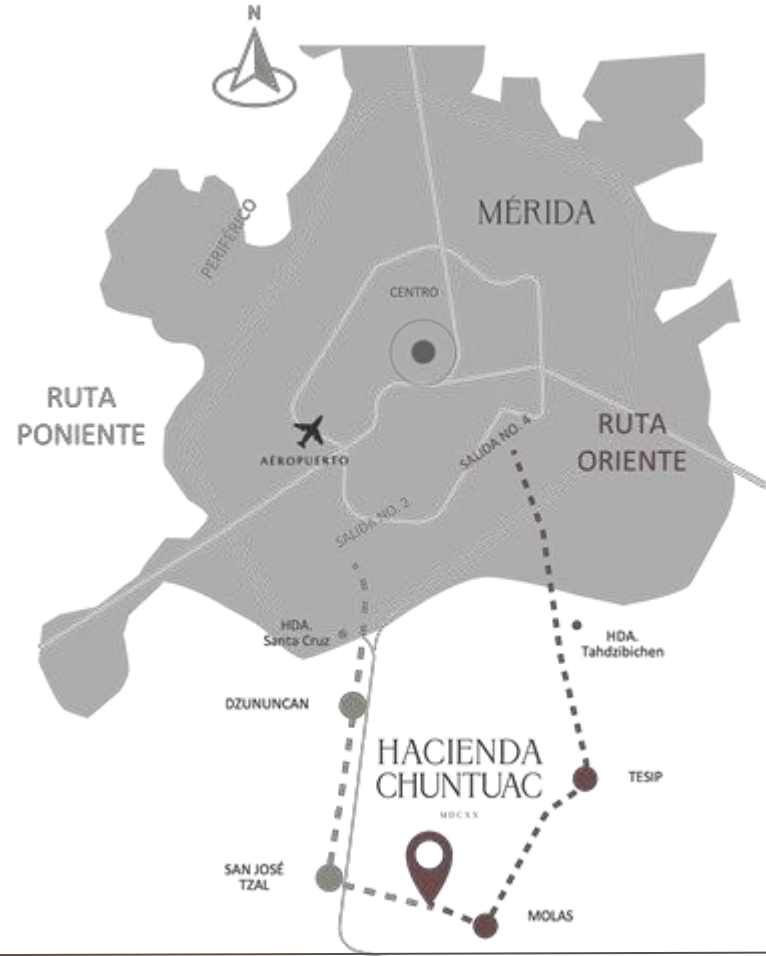 N
MÉRIDA
PERIFÉRICO
CENTRO
RUTA
PONIENTE
AEROPUERTO
SALIDA NO. 4
RUTA
ORIENTE
SALIDA NO. 2
HDA.
Santa Cruz
HDA.
Tahdzibichen
DZUNUNCAN
HACIENDA
CHUNTUAC
MDCXX
TESIP
SAN JOSÉ
TZAL
MOLAS